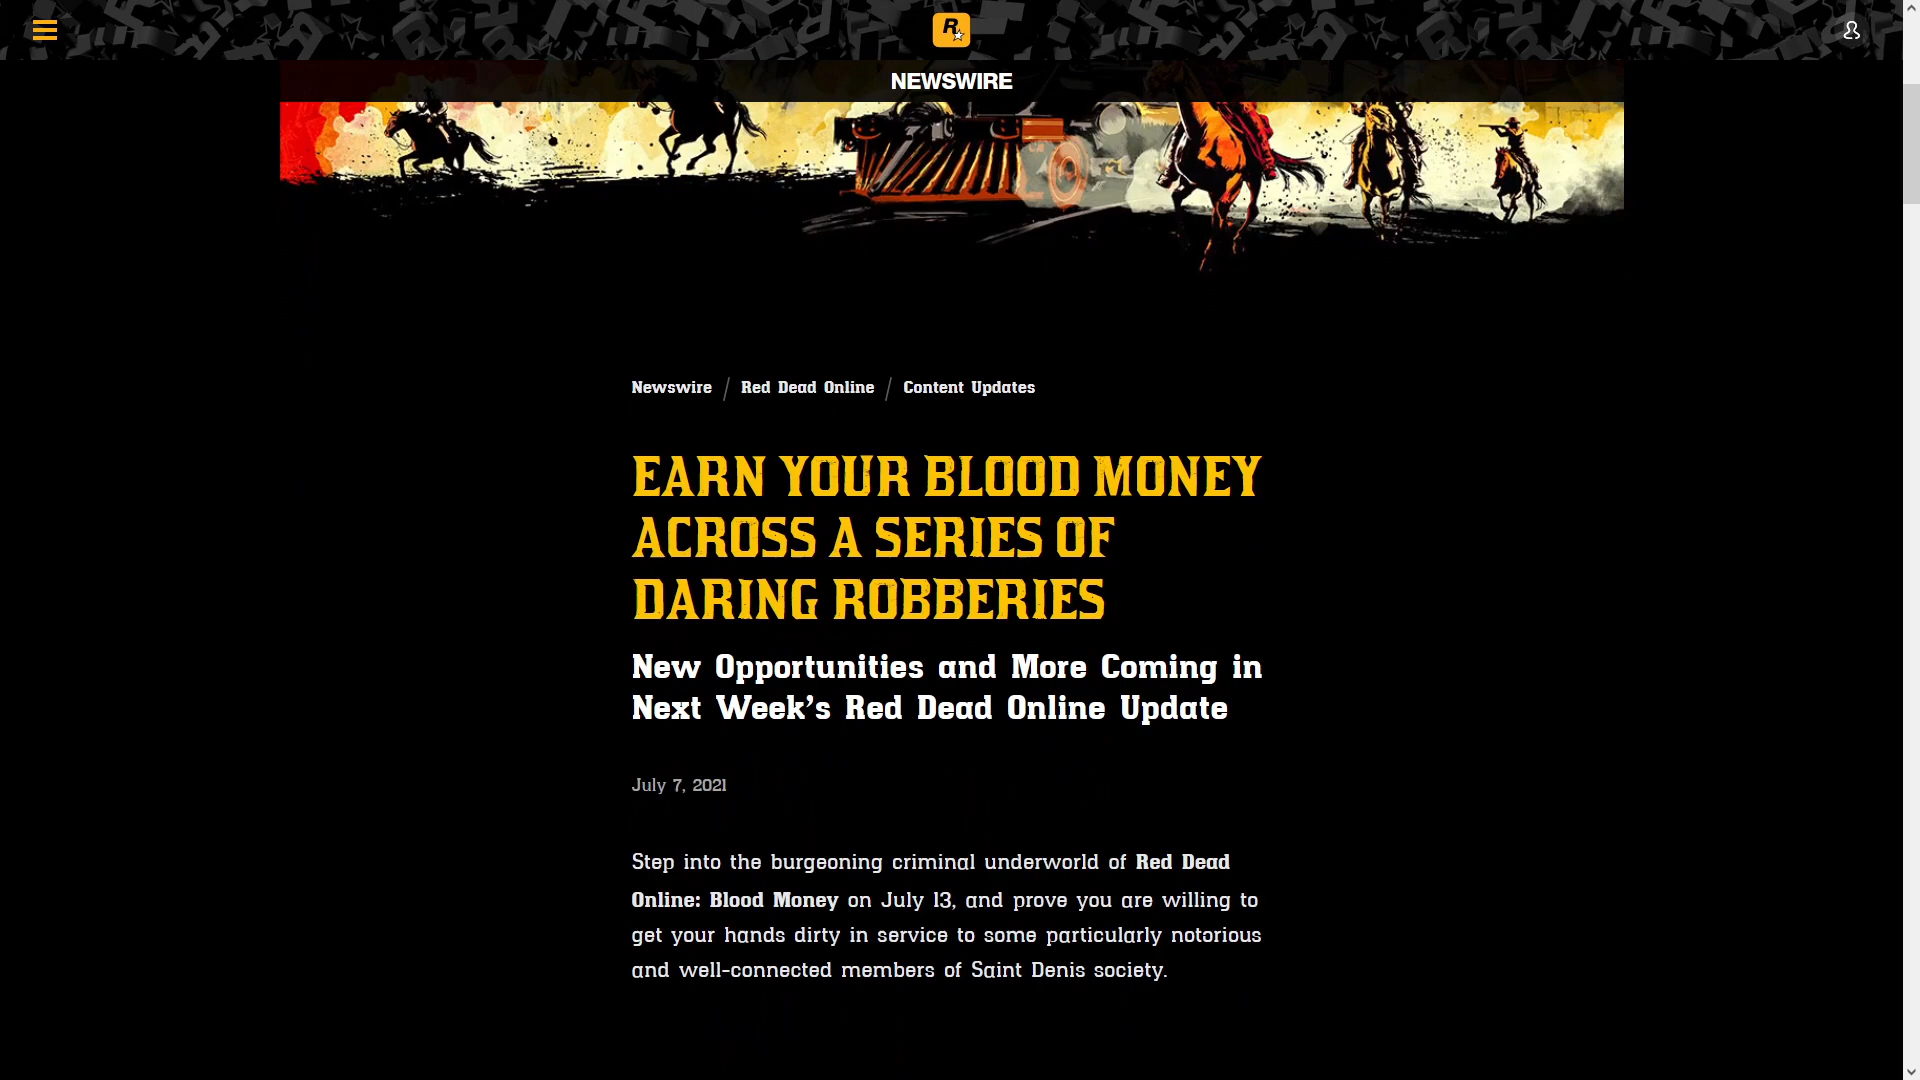 R
NEWSWIRE
Newswire / Red Dead Online / Content Updates
EARN YOUR BLOOD MONEY
ACROSS A SERIES OF
DARING ROBBERIES
New Opportunities and More Coming in
Next Week’s Red Dead Online Update
July 7, 2021
Step into the burgeoning criminal underworld of Red Dead
Online: Blood Money on July 13, and prove you are willing to
get your hands dirty in service to some particularly notorious
and well-connected members of Saint Denis society.